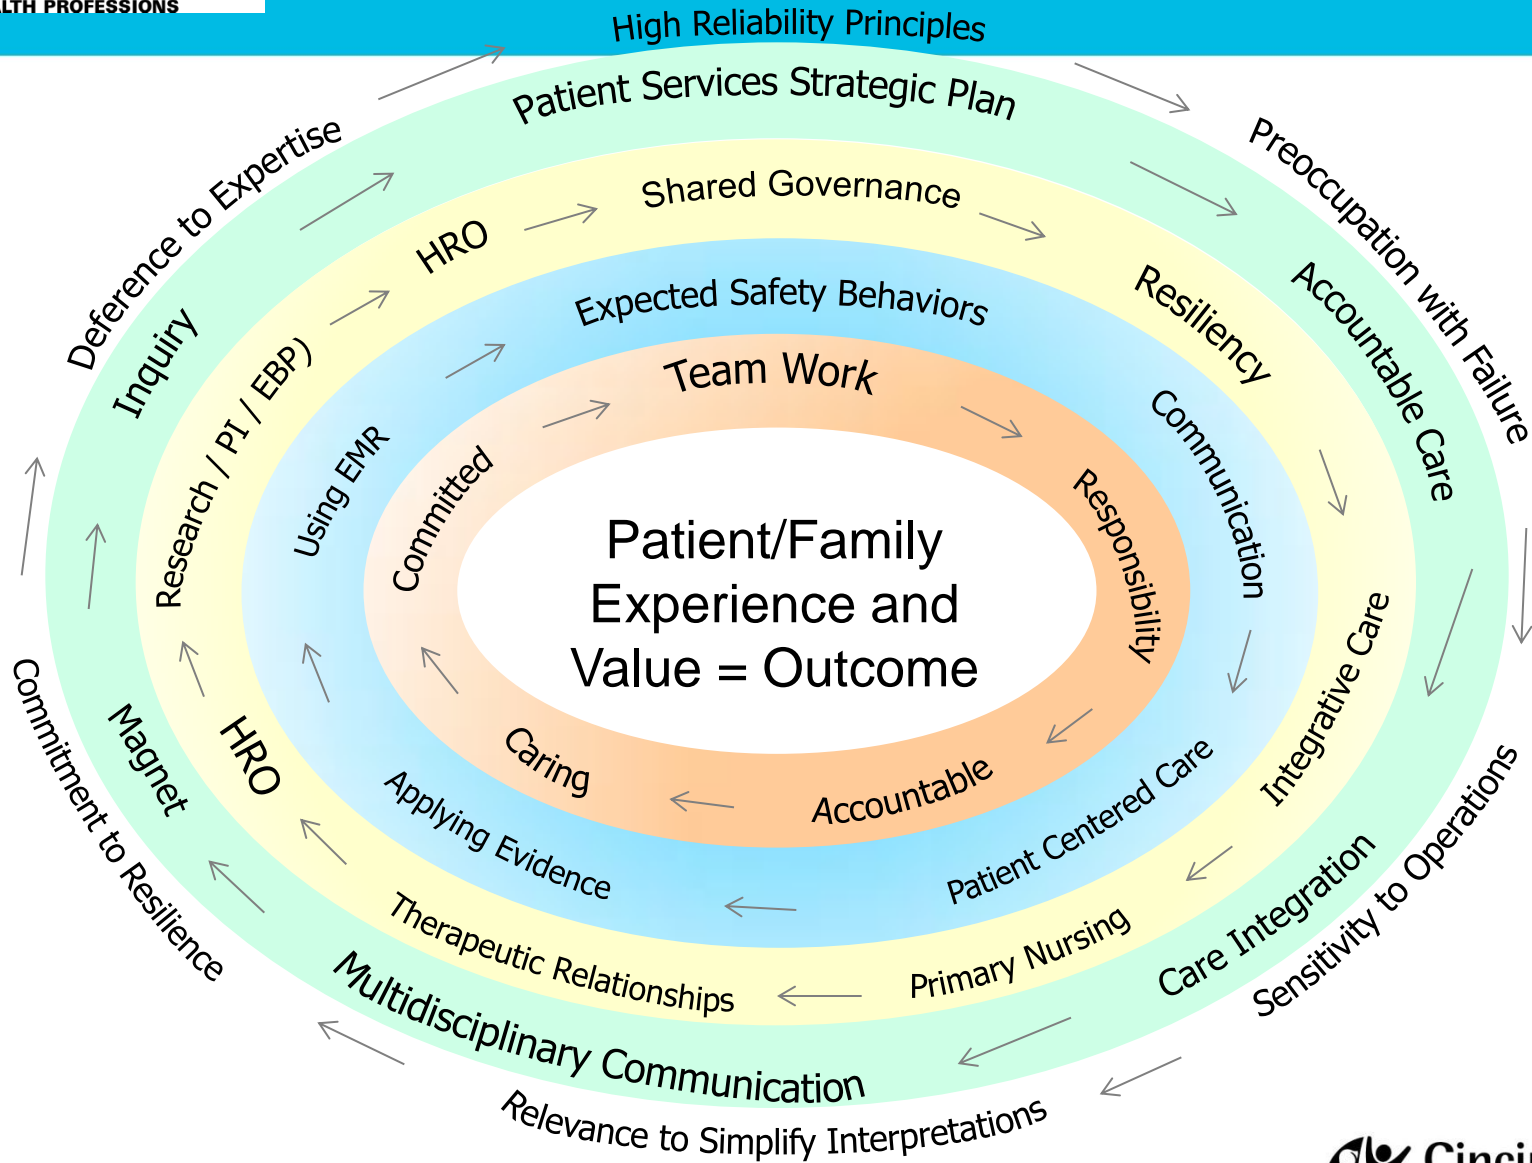 HEALTH PROFESSIONS
High Reliability Principles
Patient Services Strategic Plan
Deference to Expertise
Preoccupation with Failure
Shared Governance
HRO
Resiliency
Accountable Care
Inquiry
Expected Safety Behaviors
Research / PI / EBP)
Team Work
Communication
Using EMR
Committed
Responsibility
Patient/Family
Experience and
Value = Outcome
Integrative Care
Commitment to Resilience
Magnet
HRO
Caring
Accountable
Patient Centered Care
Applying Evidence
Sensitivity to Operations
Care Integration
Therapeutic Relationships
Primary Nursing
Multidisciplinary Communication
Relevance to Simplify Interpretations